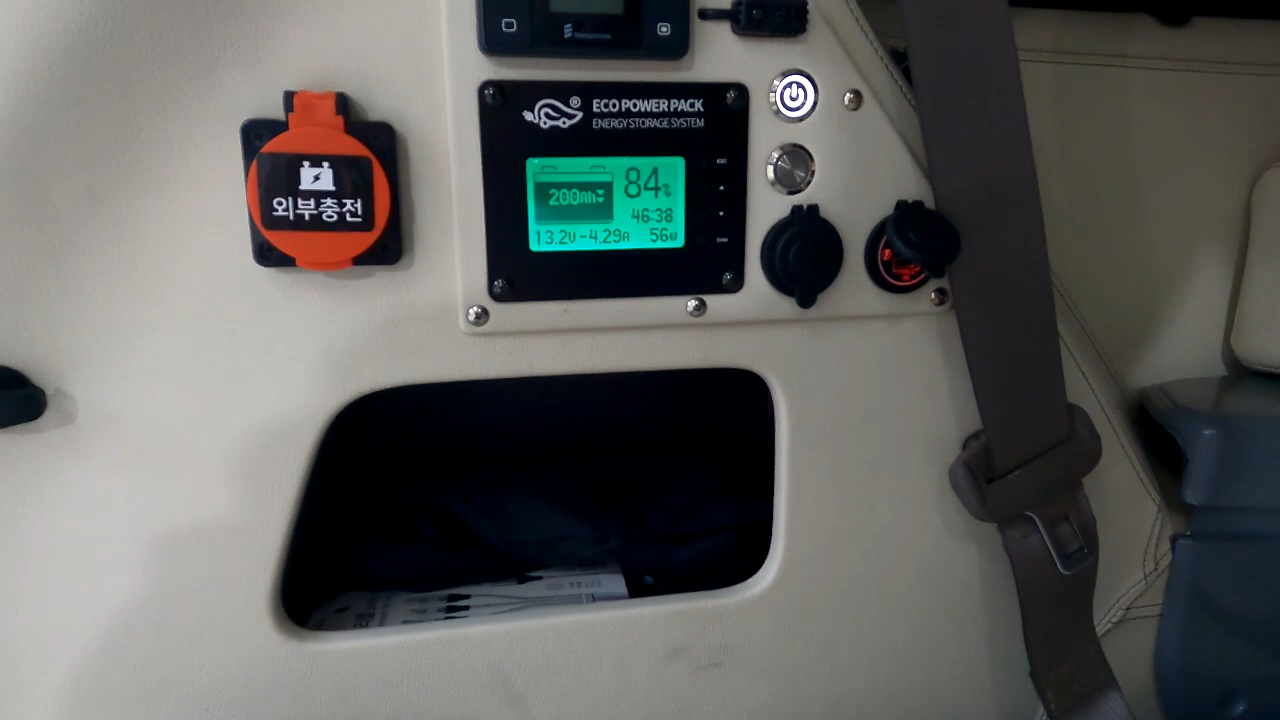 ECO POWER PACK
ENERGY STORAGE SYSTEM
외부충전
200Ah
84%
46:38
13.2V -4.29A 56W